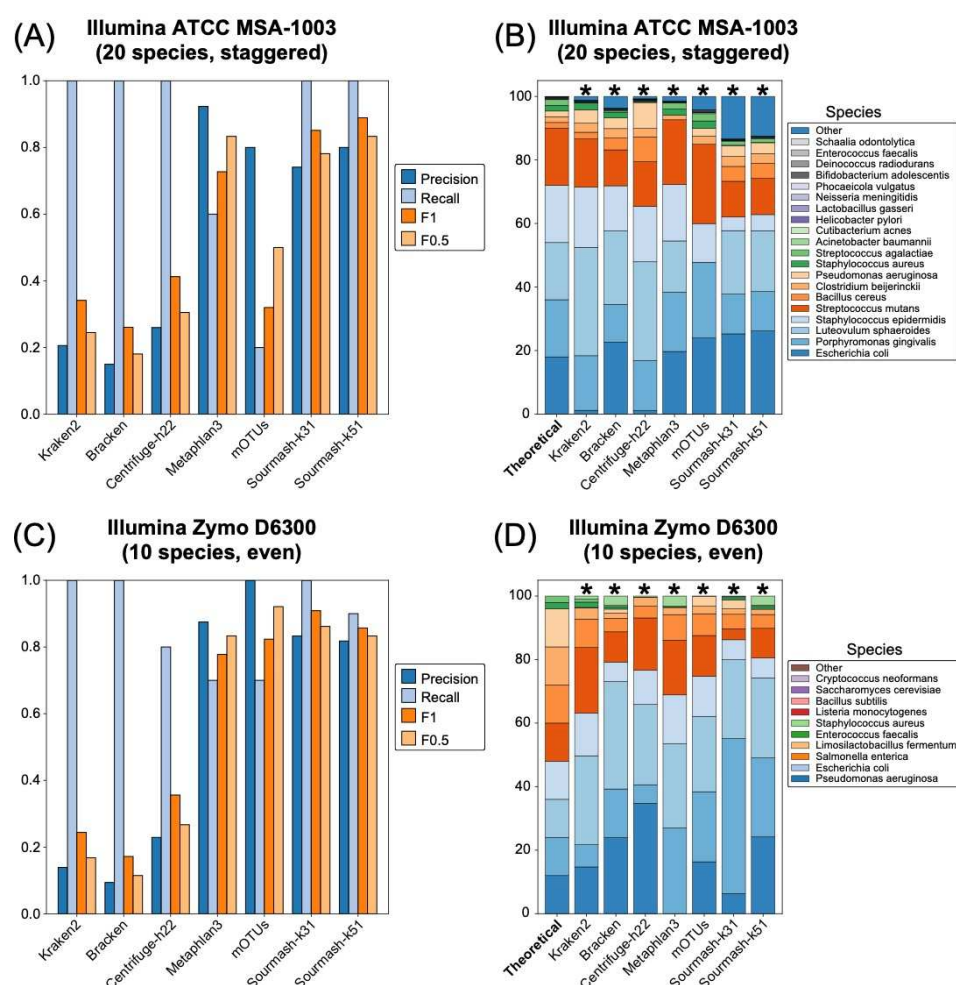 (A)
Illumina ATCC MSA-1003
(20 species, staggered)
1.0
0.8
0.6
0.4
0.2
0.0
Kraken2
Bracken
Centrifuge-h22
Metaphlan3
mOTUs
Sourmash-k31
Sourmash-k51
Precision
Recall
F1
F0.5
(B)
Illumina ATCC MSA-1003
(20 species, staggered)
100
80
60
40
20
0
* * * * * * *
Theoretical
Kraken2
Bracken
Centrifuge-h22
Metaphlan3
mOTUs
Sourmash-k31
Sourmash-k51
Species
Other
Schaalia odontolytica
Enterococcus faecalis
Deinococcus radiodurans
Bifidobacterium adolescentis
Phocaeicola vulgatus
Neisseria meningitidis
Lactobacillus gasseri
Helicobacter pylori
Cutibacterium acnes
Acinetobacter baumannii
Streptococcus agalactiae
Staphylococcus aureus
Pseudomonas aeruginosa
Clostridium beijerinckii
Bacillus cereus
Streptococcus mutans
Staphylococcus epidermidis
Luteovulum sphaeroides
Porphyromonas gingivalis
Escherichia coli
(C)
Illumina Zymo D6300
(10 species, even)
1.0
0.8
0.6
0.4
0.2
0.0
Kraken2
Bracken
Centrifuge-h22
Metaphlan3
mOTUs
Sourmash-k31
Sourmash-k51
Precision
Recall
F1
F0.5
(D)
Illumina Zymo D6300
(10 species, even)
100
80
60
40
20
0
* * * * * * *
Theoretical
Kraken2
Bracken
Centrifuge-h22
Metaphlan3
mOTUs
Sourmash-k31
Sourmash-k51
Species
Other
Cryptococcus neoformans
Saccharomyces cerevisiae
Bacillus subtilis
Listeria monocytogenes
Staphylococcus aureus
Enterococcus faecalis
Limosilactobacillus fermentum
Salmonella enterica
Escherichia coli
Pseudomonas aeruginosa